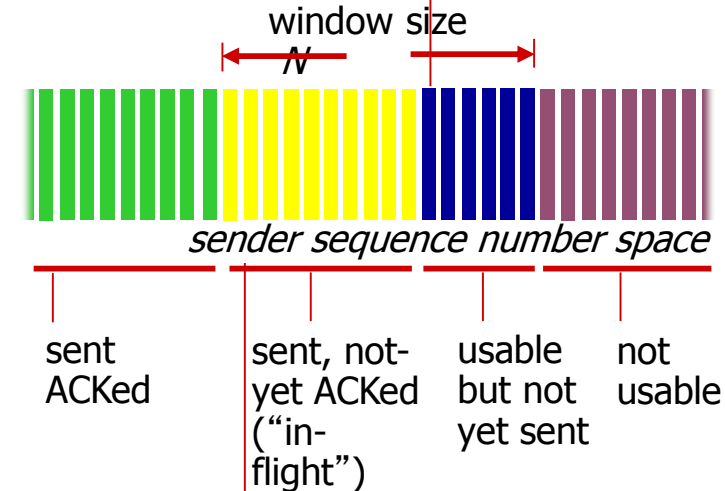 window size
N
sender sequence number space
sent
ACKed
sent, not-
yet ACKed
(“in-
flight”)
usable
but not
yet sent
not
usable